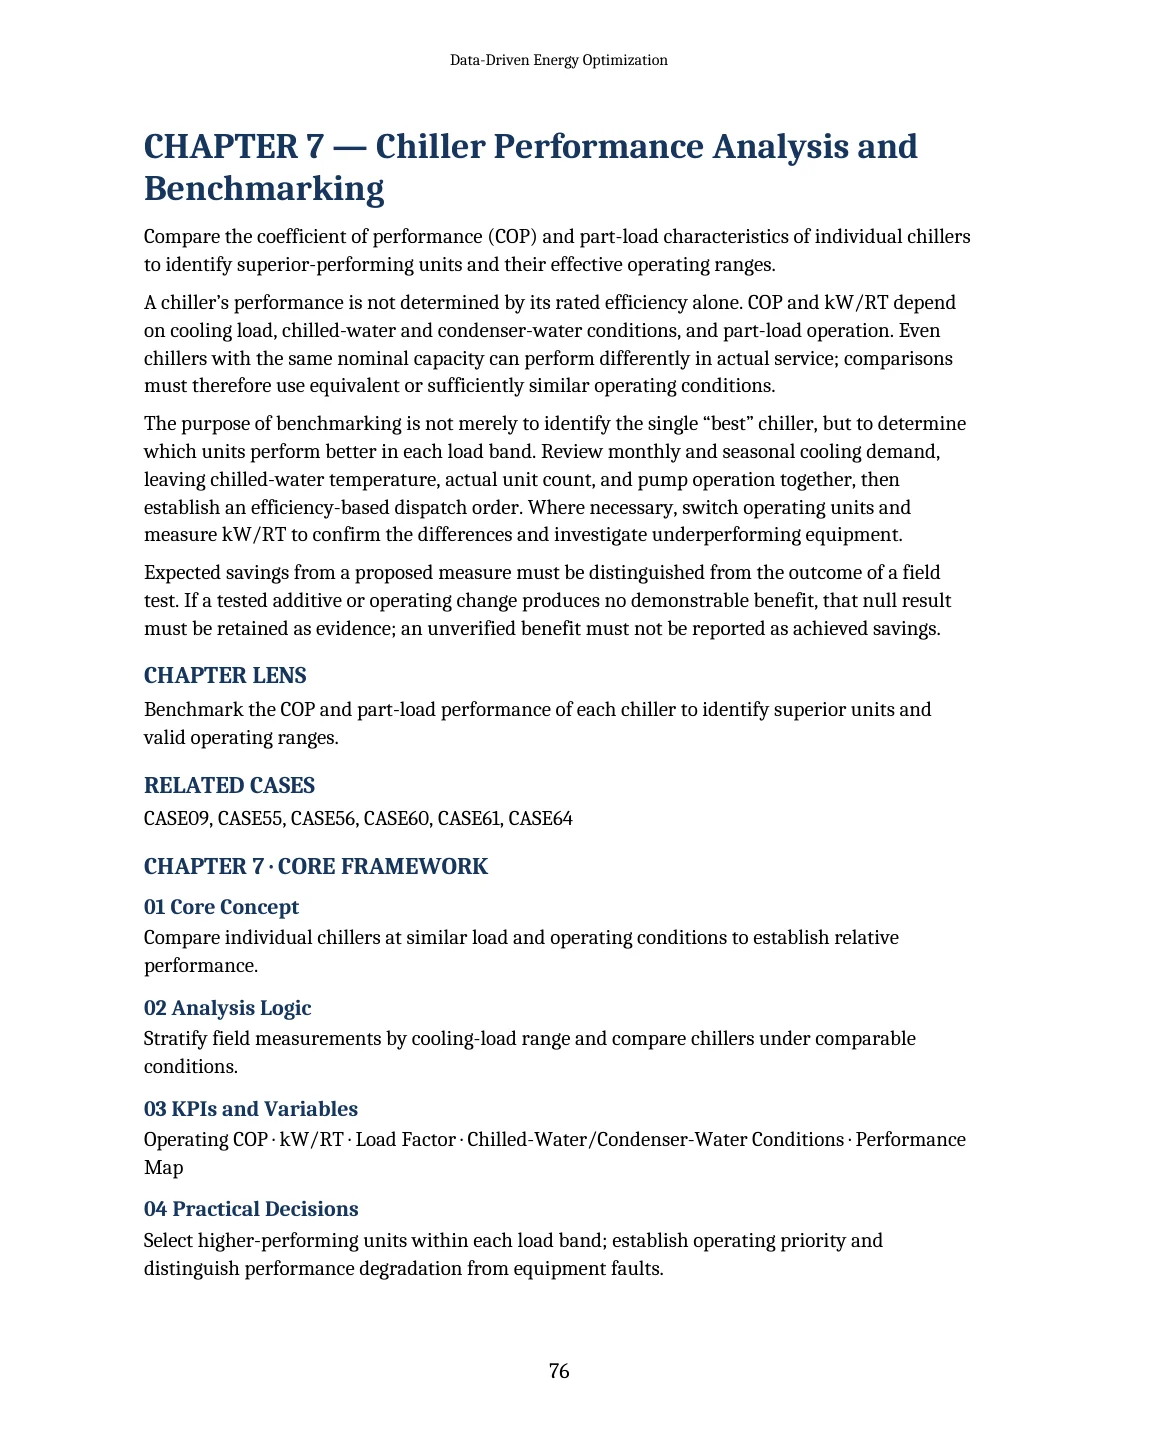 Data-Driven Energy Optimization
CHAPTER 7 — Chiller Performance Analysis and
Benchmarking
Compare the coefficient of performance (COP) and part-load characteristics of individual chillers
to identify superior-performing units and their effective operating ranges.
A chiller’s performance is not determined by its rated efficiency alone. COP and kW/RT depend
on cooling load, chilled-water and condenser-water conditions, and part-load operation. Even
chillers with the same nominal capacity can perform differently in actual service; comparisons
must therefore use equivalent or sufficiently similar operating conditions.
The purpose of benchmarking is not merely to identify the single “best” chiller, but to determine
which units perform better in each load band. Review monthly and seasonal cooling demand,
leaving chilled-water temperature, actual unit count, and pump operation together, then
establish an efficiency-based dispatch order. Where necessary, switch operating units and
measure kW/RT to confirm the differences and investigate underperforming equipment.
Expected savings from a proposed measure must be distinguished from the outcome of a field
test. If a tested additive or operating change produces no demonstrable benefit, that null result
must be retained as evidence; an unverified benefit must not be reported as achieved savings.
CHAPTER LENS
Benchmark the COP and part-load performance of each chiller to identify superior units and
valid operating ranges.
RELATED CASES
CASE09, CASE55, CASE56, CASE60, CASE61, CASE64
CHAPTER 7 · CORE FRAMEWORK
01 Core Concept
Compare individual chillers at similar load and operating conditions to establish relative
performance.
02 Analysis Logic
Stratify field measurements by cooling-load range and compare chillers under comparable
conditions.
03 KPIs and Variables
Operating COP · kW/RT · Load Factor · Chilled-Water/Condenser-Water Conditions · Performance
Map
04 Practical Decisions
Select higher-performing units within each load band; establish operating priority and
distinguish performance degradation from equipment faults.
76